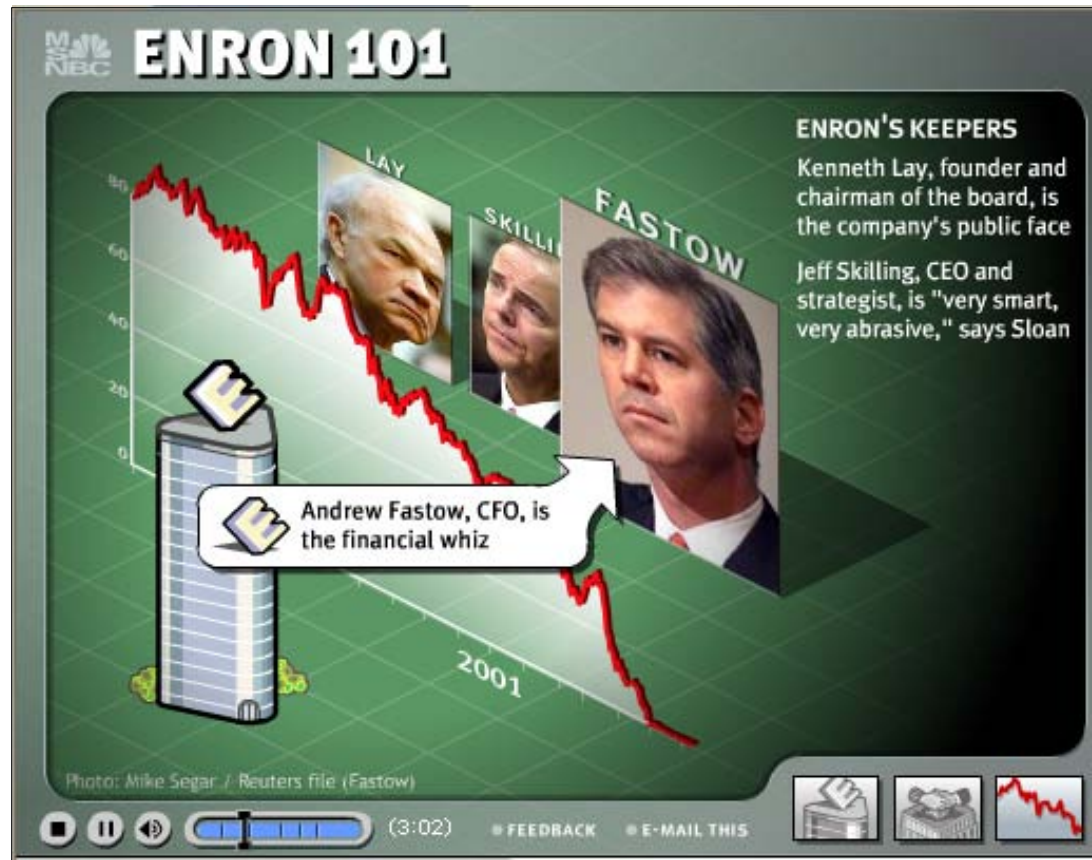 MSNBC
ENRON 101
ENRON'S KEEPERS
Kenneth Lay, founder and
chairman of the board, is
the company's public face
Jeff Skilling, CEO and
strategist, is "very smart,
very abrasive," says Sloan
LAY
SKILLI
FASTOW
80
60
40
20
0
E
E
Andrew Fastow, CFO, is
the financial whiz
2001
Photo: Mike Segar / Reuters file (Fastow)
(3:02)
FEEDBACK
E-MAIL THIS
E